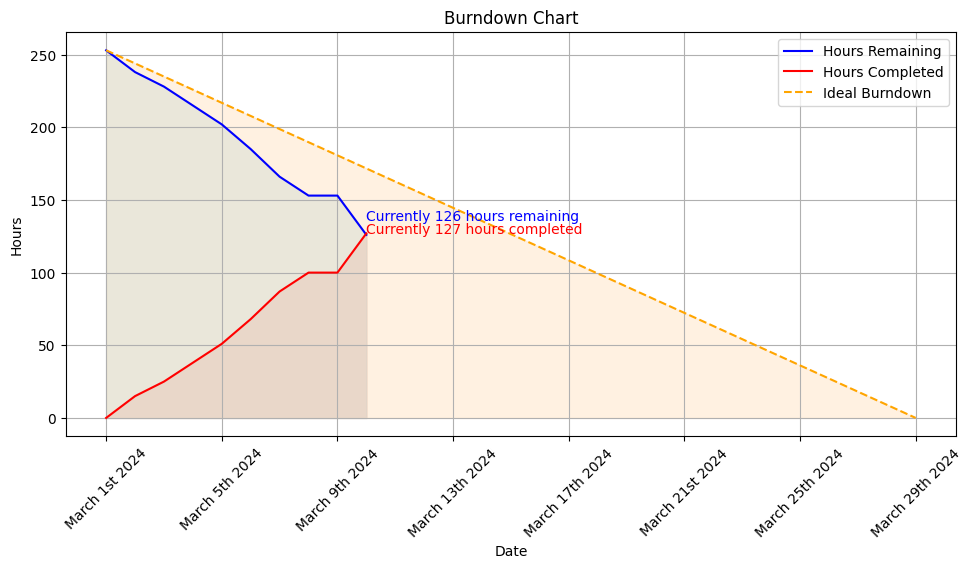 Burndown Chart
Hours Remaining
Hours Completed
Ideal Burndown
250
200
150
100
50
0
Hours
Currently 126 hours remaining
Currently 127 hours completed
March 1st 2024
March 5th 2024
March 9th 2024
March 13th 2024
March 17th 2024
March 21st 2024
March 25th 2024
March 29th 2024
Date